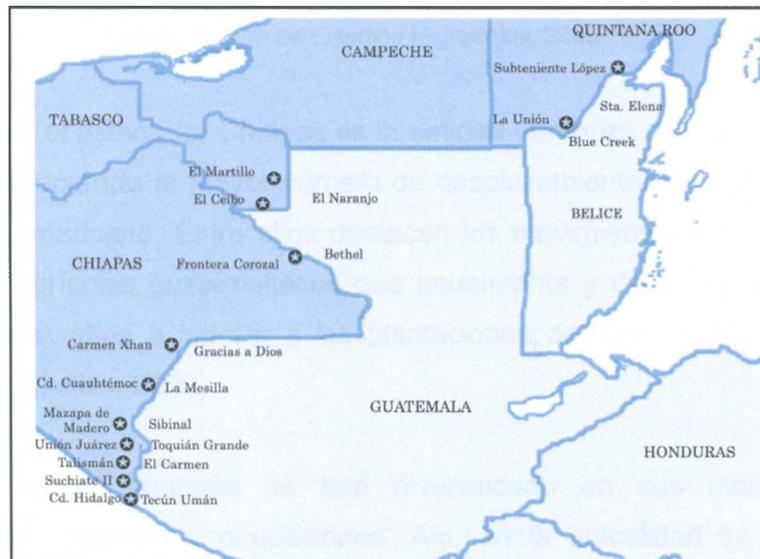 QUINTANA ROO
CAMPECHE
Subteniente López
Sta. Elena
La Unión
Blue Creek
TABASCO
El Martillo
El Ceibo
El Naranjo
BELICE
CHIAPAS
Frontera Corozal
Bethel
Carmen Xhan
Gracias a Dios
Cd. Cuauhtémoc
La Mesilla
GUATEMALA
Mazapa de
Madero
Sibinal
Unión Juárez
Toquián Grande
HONDURAS
Talismán
El Carmen
Suchiate II
Cd. Hidalgo
Tecún Umán